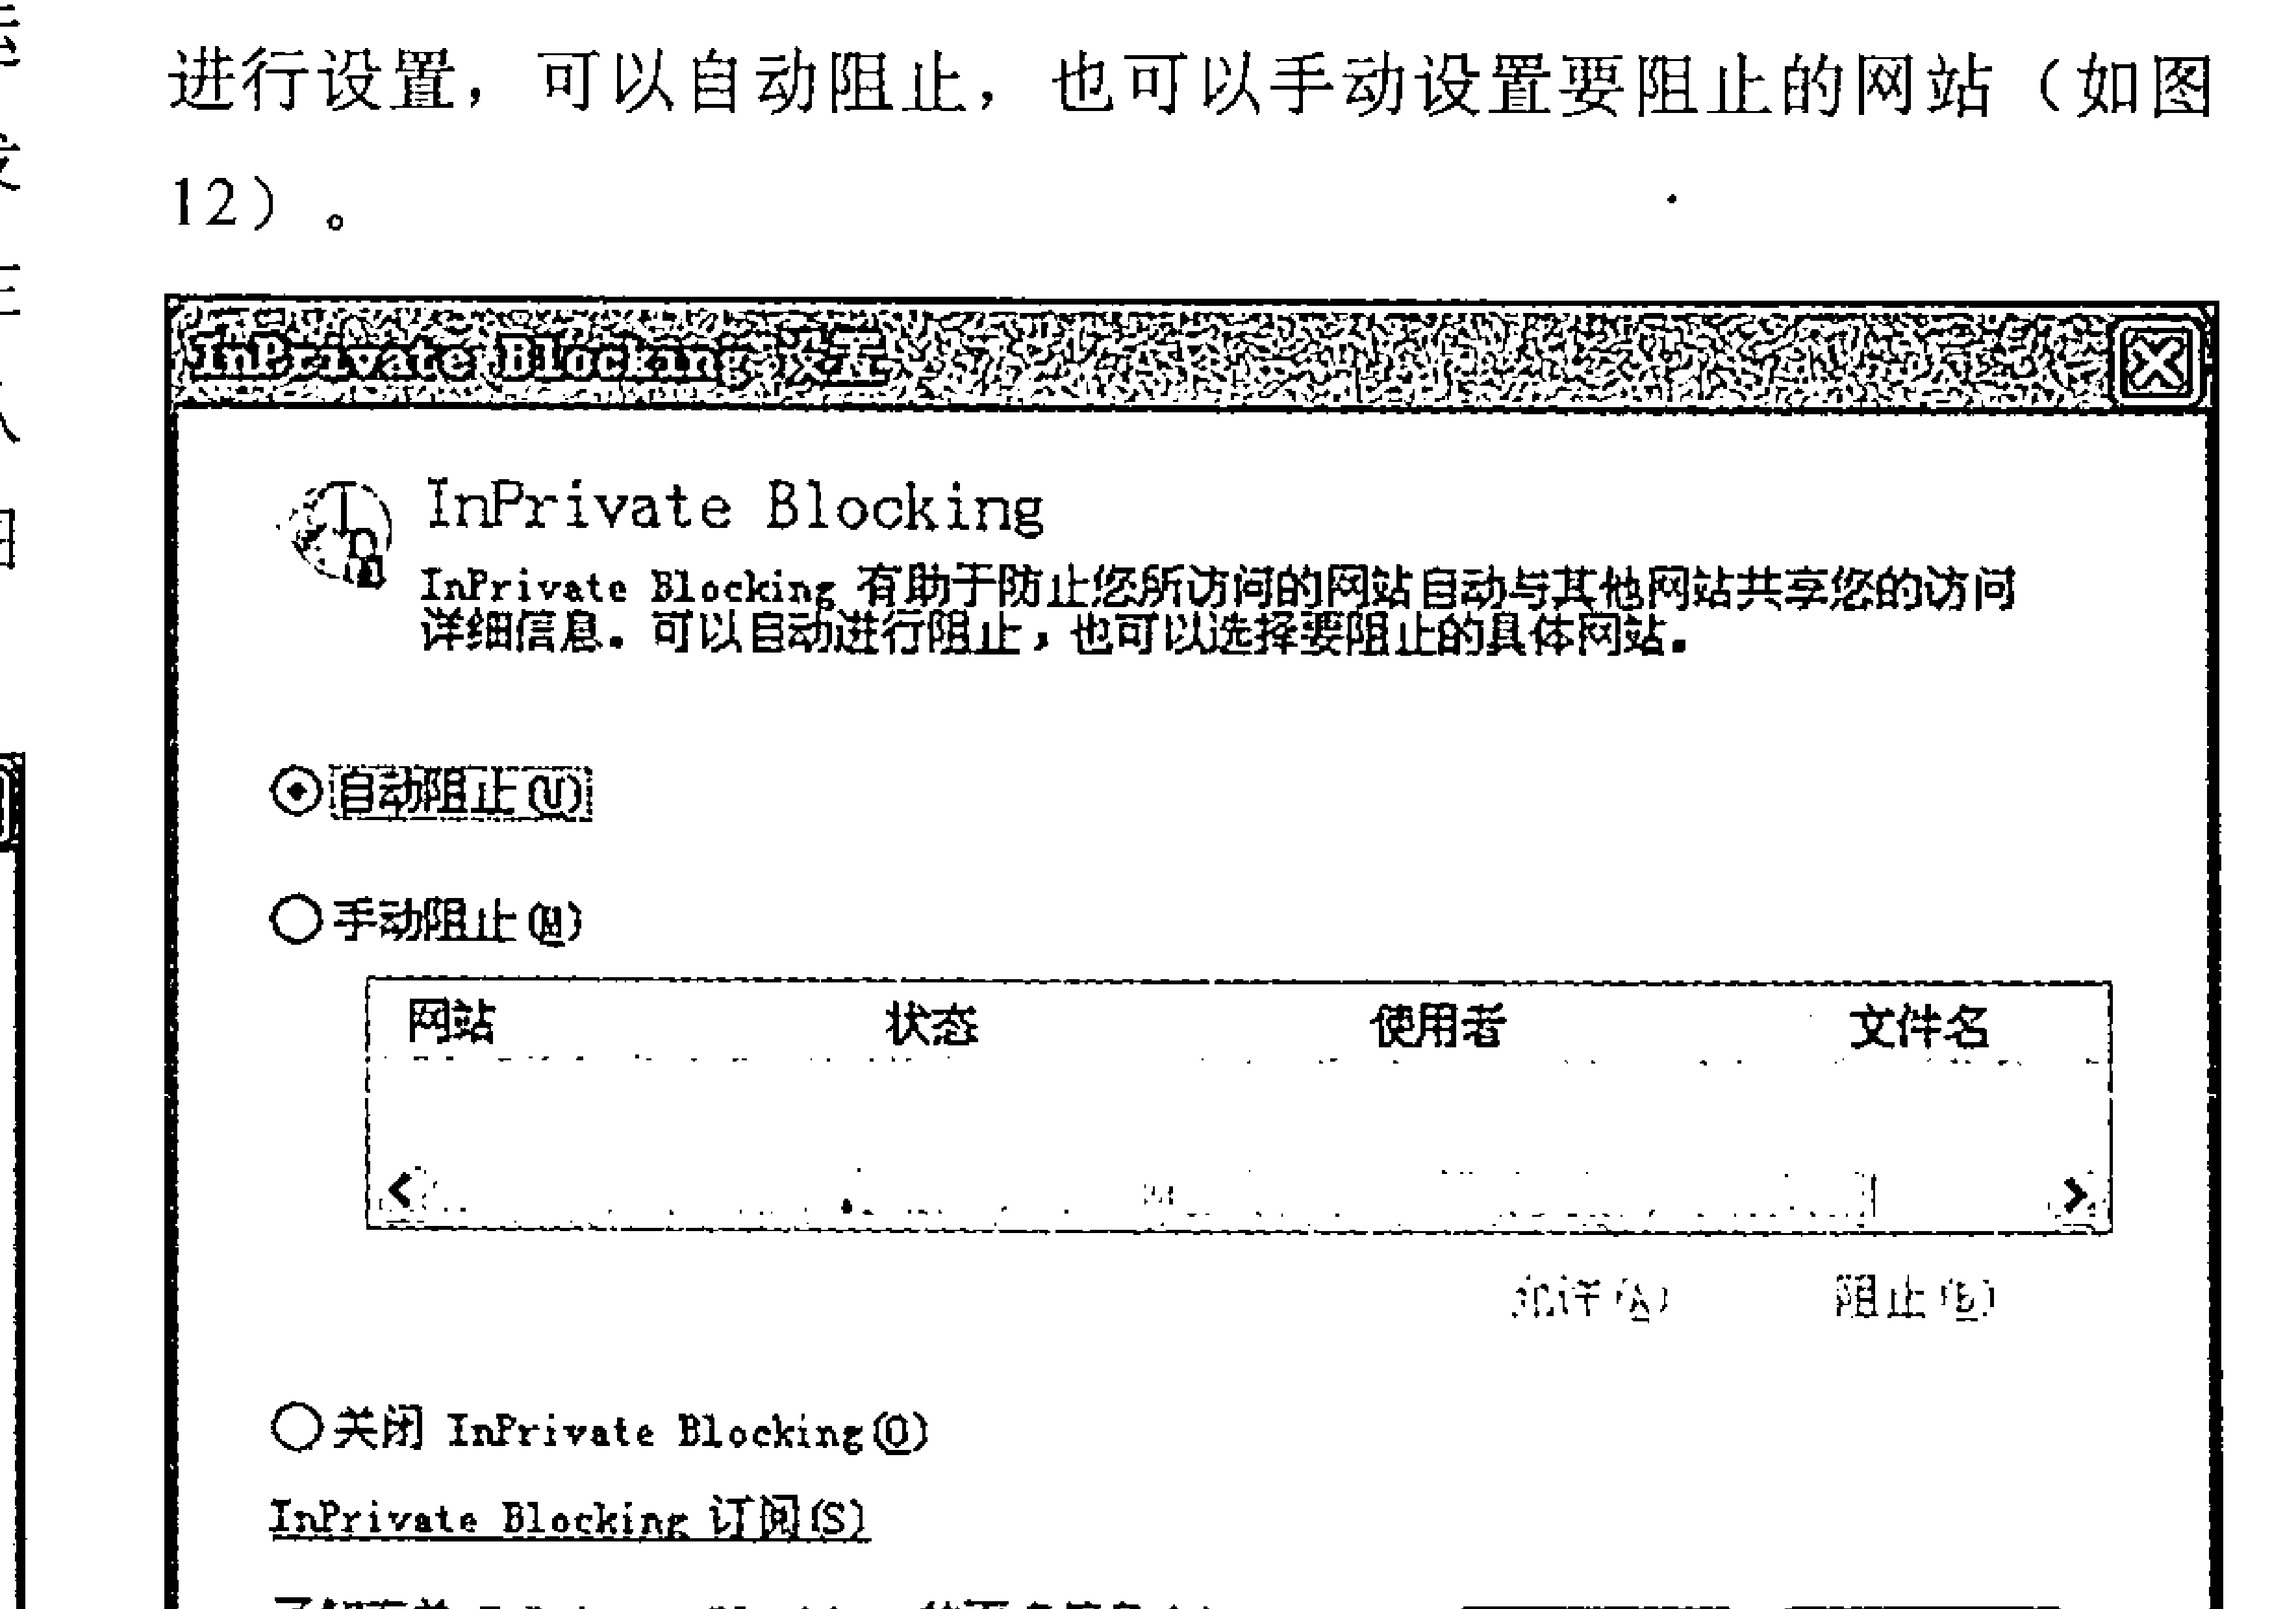 进行设置，可以自动阻止，也可以手动设置要阻止的网站（如图
12）。
InPrivate Blocking 设置
InPrivate Blocking
InPrivate Blocking 有助于防止您所访问的网站自动与其他网站共享您的访问
详细信息。可以自动进行阻止，也可以选择要阻止的具体网站。
自动阻止(U)
手动阻止(M)
网站 状态 使用者 文件名
允许(A) 阻止(B)
关闭 InPrivate Blocking(O)
InPrivate Blocking 订阅(S)